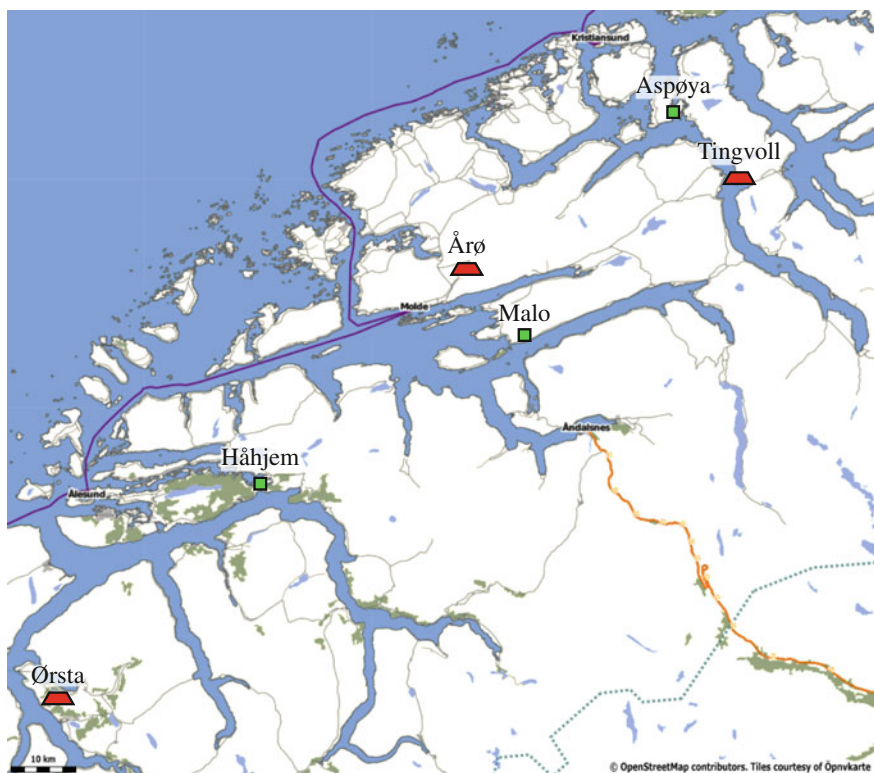 Kristiansund
Aspøya
Tingvoll
Årø
Molde
Malo
Åndalsnes
Håhjem
Ålesund
Ørsta
10 km
© OpenStreetMap contributors. Tiles courtesy of Öpnvkarte